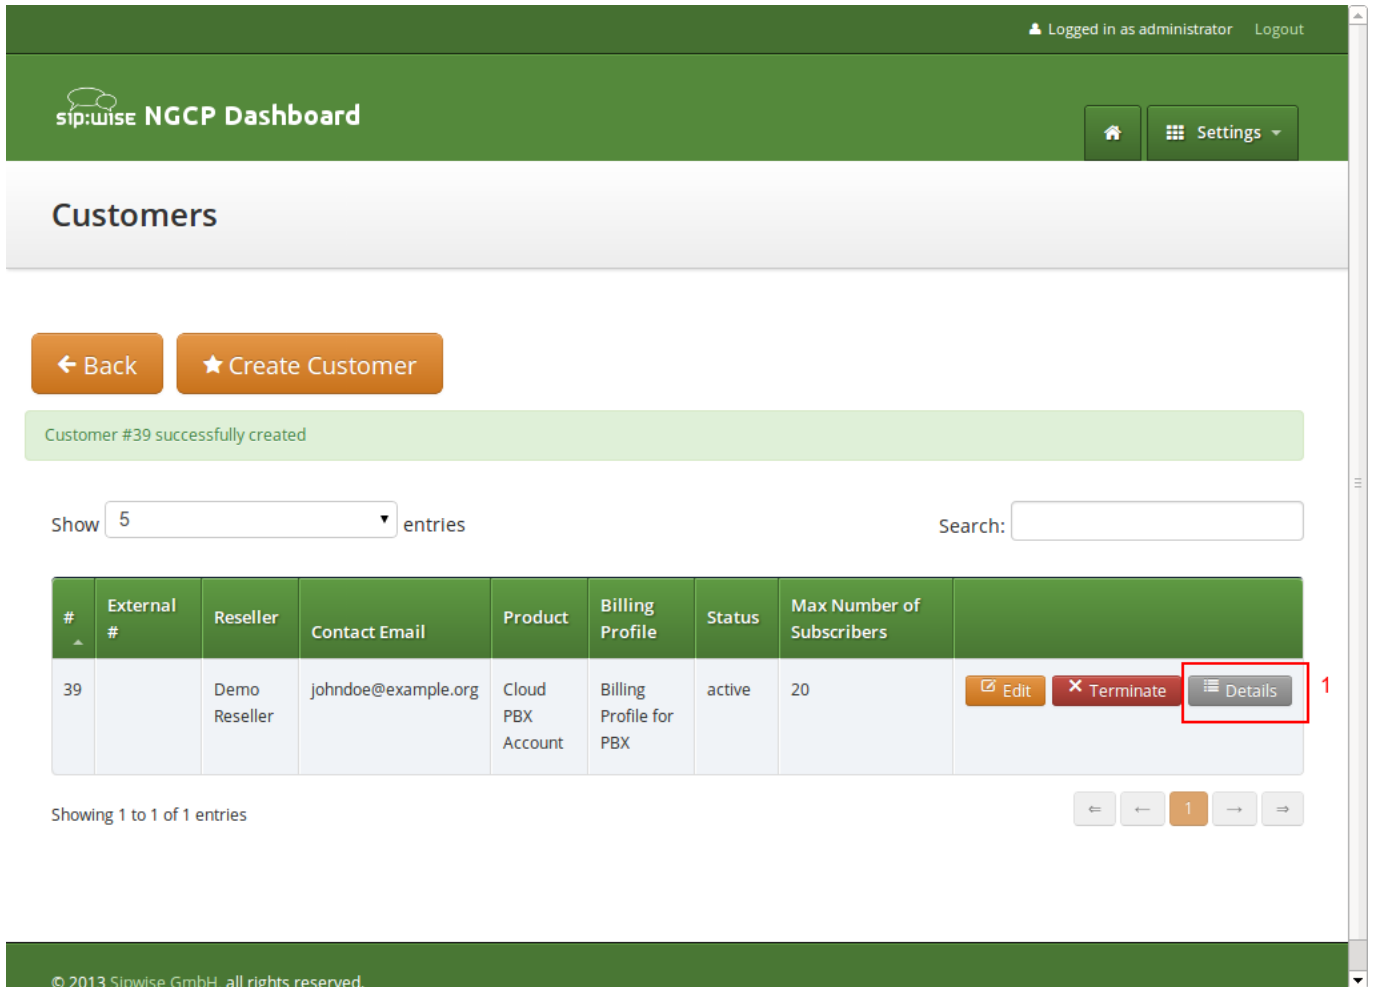 Logged in as administrator Logout
sip:wise NGCP Dashboard
Settings
Customers
Back
Create Customer
Customer #39 successfully created
Show 5 entries
Search:
# External # Reseller Contact Email Product Billing Profile Status Max Number of Subscribers
39 Demo Reseller johndoe@example.org Cloud PBX Account Billing Profile for PBX active 20 Edit Terminate Details 1
Showing 1 to 1 of 1 entries
⇐ ← 1 → ⇒
© 2013 Sipwise GmbH, all rights reserved.